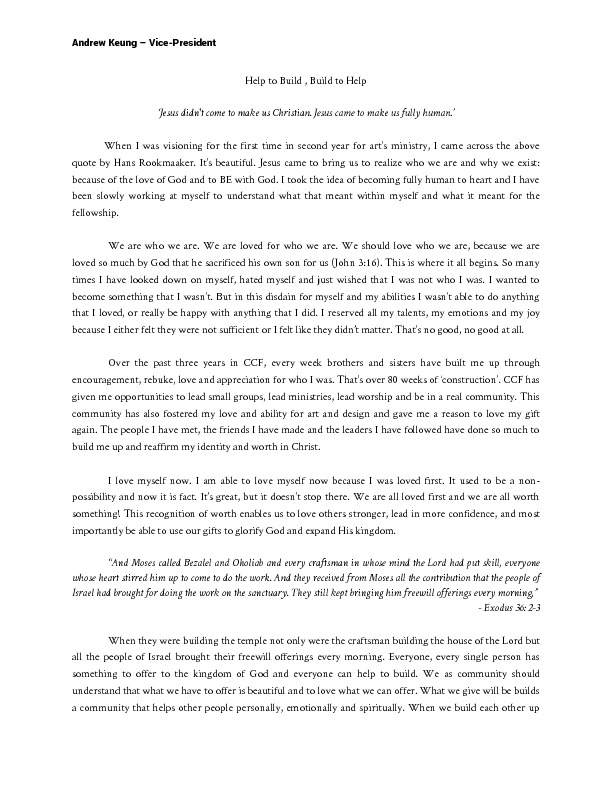 Andrew Keung – Vice-President
Help to Build , Build to Help
'Jesus didn't come to make us Christian. Jesus came to make us fully human.'
When I was visioning for the first time in second year for art's ministry, I came across the above
quote by Hans Rookmaaker. It's beautiful. Jesus came to bring us to realize who we are and why we exist:
because of the love of God and to BE with God. I took the idea of becoming fully human to heart and I have
been slowly working at myself to understand what that meant within myself and what it meant for the
fellowship.
We are who we are. We are loved for who we are. We should love who we are, because we are
loved so much by God that he sacrificed his own son for us (John 3:16). This is where it all begins. So many
times I have looked down on myself, hated myself and just wished that I was not who I was. I wanted to
become something that I wasn't. But in this disdain for myself and my abilities I wasn't able to do anything
that I loved, or really be happy with anything that I did. I reserved all my talents, my emotions and my joy
because I either felt they were not sufficient or I felt like they didn't matter. That's no good, no good at all.
Over the past three years in CCF, every week brothers and sisters have built me up through
encouragement, rebuke, love and appreciation for who I was. That's over 80 weeks of 'construction'. CCF has
given me opportunities to lead small groups, lead ministries, lead worship and be in a real community. This
community has also fostered my love and ability for art and design and gave me a reason to love my gift
again. The people I have met, the friends I have made and the leaders I have followed have done so much to
build me up and reaffirm my identity and worth in Christ.
I love myself now. I am able to love myself now because I was loved first. It used to be a non-
possibility and now it is fact. It's great, but it doesn't stop there. We are all loved first and we are all worth
something! This recognition of worth enables us to love others stronger, lead in more confidence, and most
importantly be able to use our gifts to glorify God and expand His kingdom.
"And Moses called Bezalel and Oholiab and every craftsman in whose mind the Lord had put skill, everyone
whose heart stirred him up to come to do the work. And they received from Moses all the contribution that the people of
Israel had brought for doing the work on the sanctuary. They still kept bringing him freewill offerings every morning,"
- Exodus 36: 2-3
When they were building the temple not only were the craftsman building the house of the Lord but
all the people of Israel brought their freewill offerings every morning. Everyone, every single person has
something to offer to the kingdom of God and everyone can help to build. We as community should
understand that what we have to offer is beautiful and to love what we can offer. What we give will be builds
a community that helps other people personally, emotionally and spiritually. When we build each other up